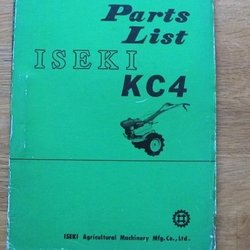 Parts
List
ISEKI
KC4
ISEKI Agricultural Machinery Mfg.Co.,Ltd.